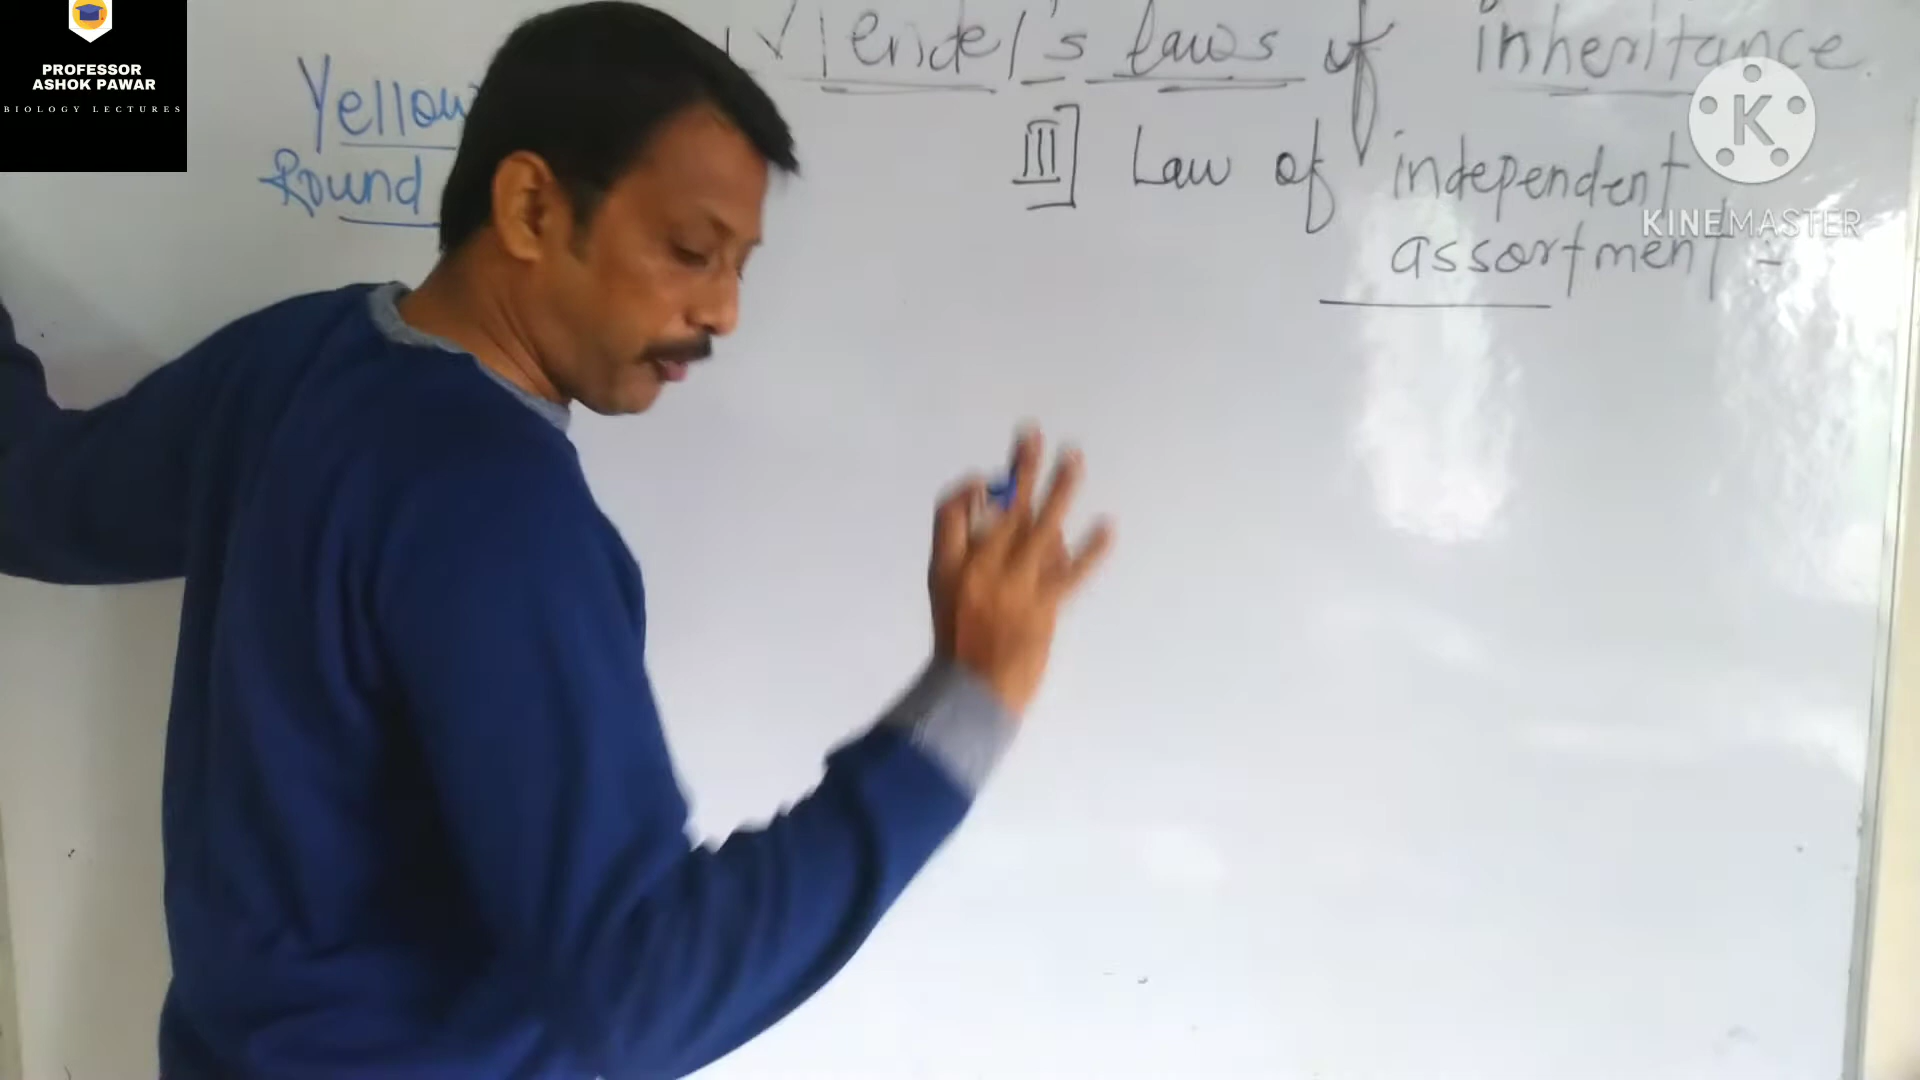 PROFESSOR
ASHOK PAWAR
BIOLOGY LECTURES
Mendel's laws of inheritance.
III] Law of independent
assortment :-
Yellow
Round
K
KINEMASTER